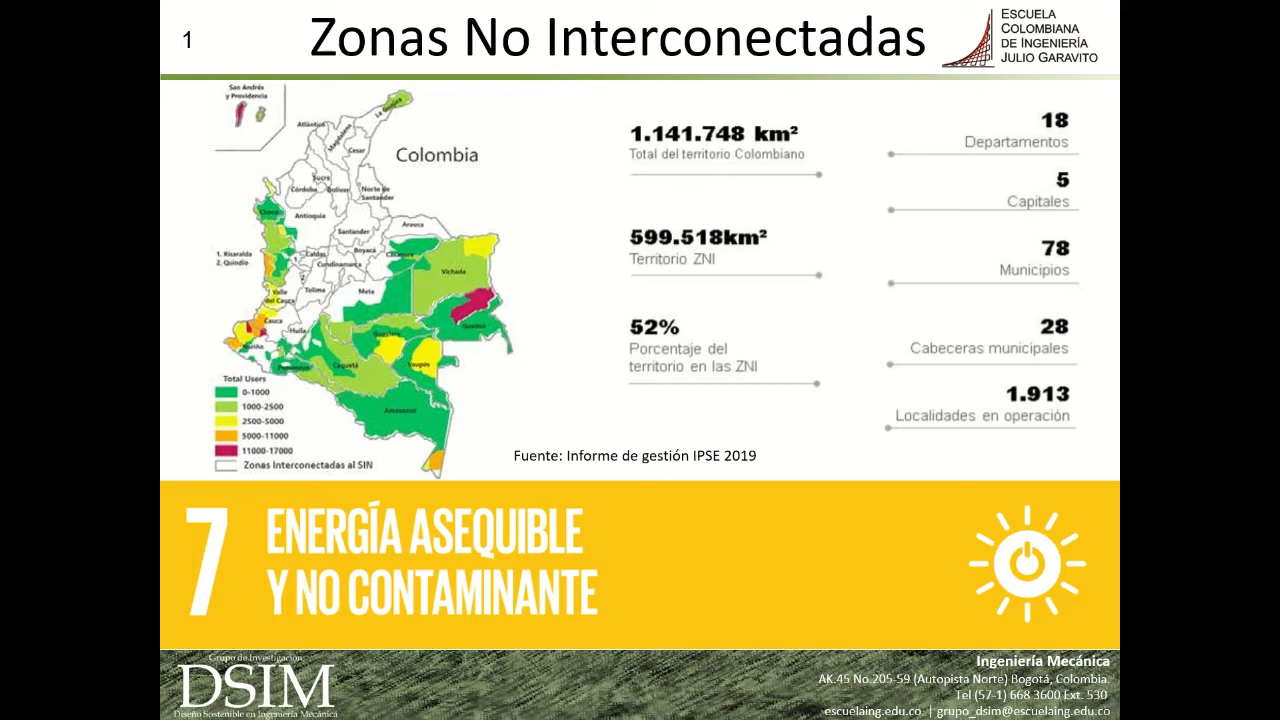 1
Zonas No Interconectadas
ESCUELA
COLOMBIANA
DE INGENIERÍA
JULIO GARAVITO
San Andrés
y Providencia
La Guajira
Atlántico
Magdalena
Cesar
Colombia
Sucre
Córdoba
Bolívar
Norte de
Santander
Chocó
Antioquia
Arauca
Santander
1. Risaralda
2. Quindío
Caldas
Boyacá
Casanare
Cundinamarca
Vichada
Valle
del Cauca
Tolima
Meta
Cauca
Huila
Guaviare
Guainía
Nariño
Putumayo
Caquetá
Vaupés
Amazonas
Total Users
0-1000
1000-2500
2500-5000
5000-11000
11000-17000
Zonas Interconectadas al SIN
1.141.748 km²
Total del territorio Colombiano
599.518km²
Territorio ZNI
52%
Porcentaje del
territorio en las ZNI
18
Departamentos
5
Capitales
78
Municipios
28
Cabeceras municipales
1.913
Localidades en operación
Fuente: Informe de gestión IPSE 2019
7
ENERGÍA ASEQUIBLE
Y NO CONTAMINANTE
Grupo de Investigación
DSIM
Diseño Sostenible en Ingeniería Mecánica
Ingeniería Mecánica
AK.45 No.205-59 (Autopista Norte) Bogotá, Colombia.
Tel (57-1) 668 3600 Ext. 530
escuelaing.edu.co | grupo_dsim@escuelaing.edu.co